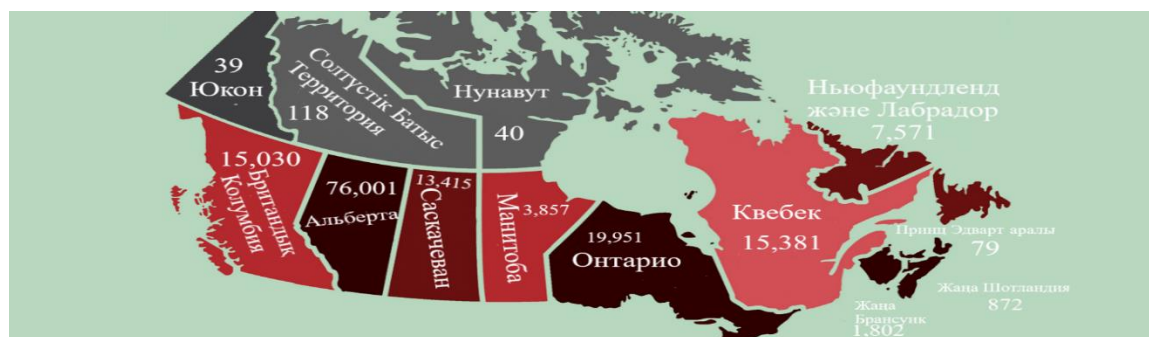 39
Юкон
Солтүстік Батыс
Территория
118
Нунавут
40
Ньюфаундленд
және Лабрадор
7,571
15,030
Британдық
Колумбия
76,001
Альберта
13,415
Саскачеван
Манитоба
3,857
19,951
Онтарио
Квебек
15,381
Принц Эдварт аралы
79
Жаңа Шотландия
872
Жаңа
Брансуик
1,802